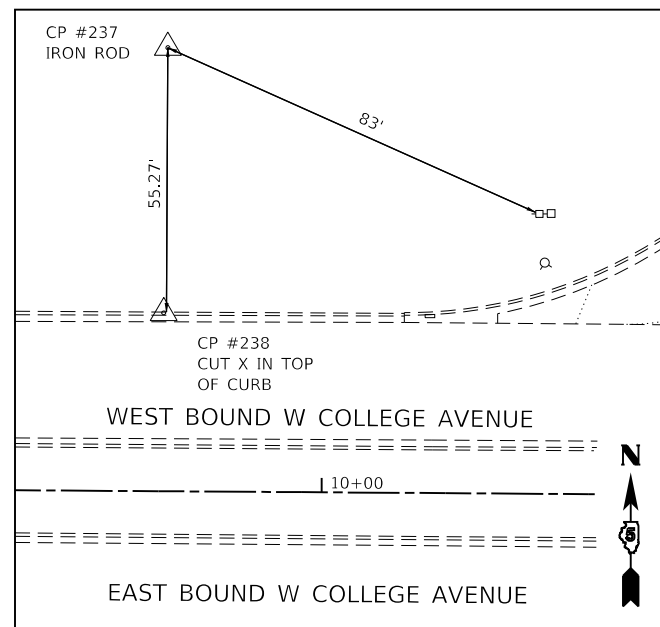 CP #237
IRON ROD
83'
55.27'
CP #238
CUT X IN TOP
OF CURB
WEST BOUND W COLLEGE AVENUE
10+00
N
5
EAST BOUND W COLLEGE AVENUE